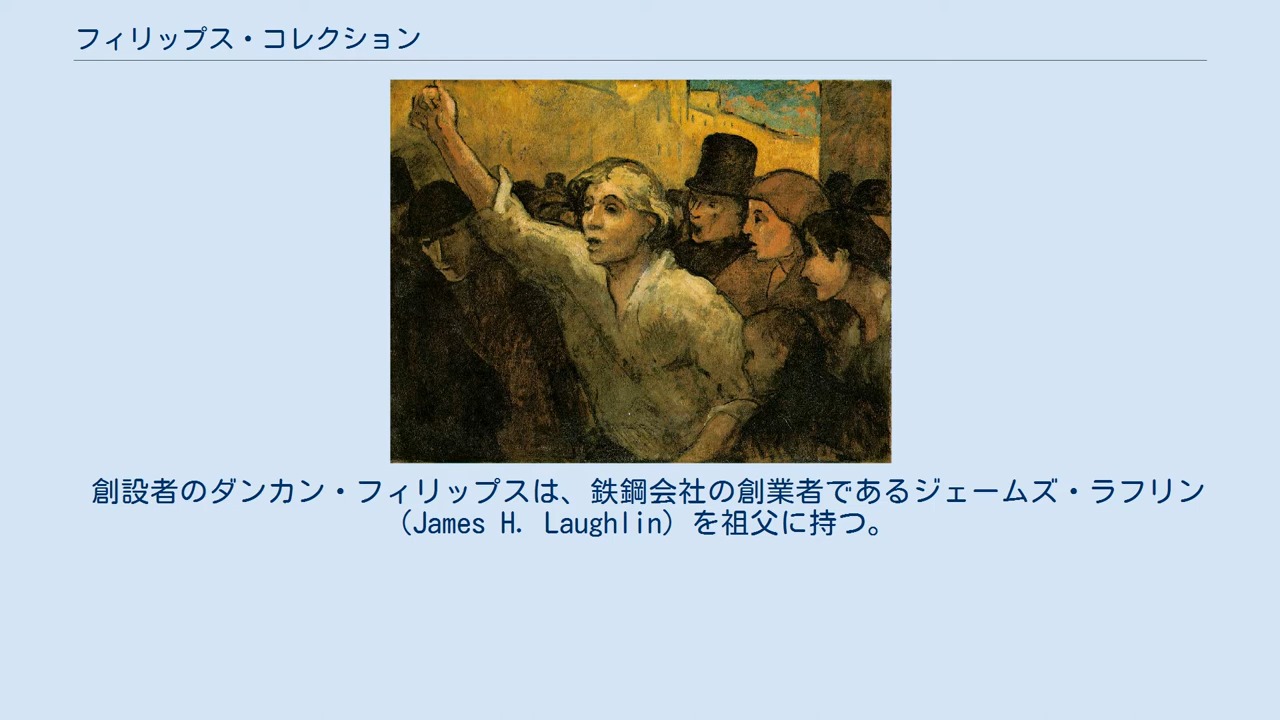 フィリップス・コレクション
創設者のダンカン・フィリップスは、鉄鋼会社の創業者であるジェームズ・ラフリン
（James H. Laughlin）を祖父に持つ。